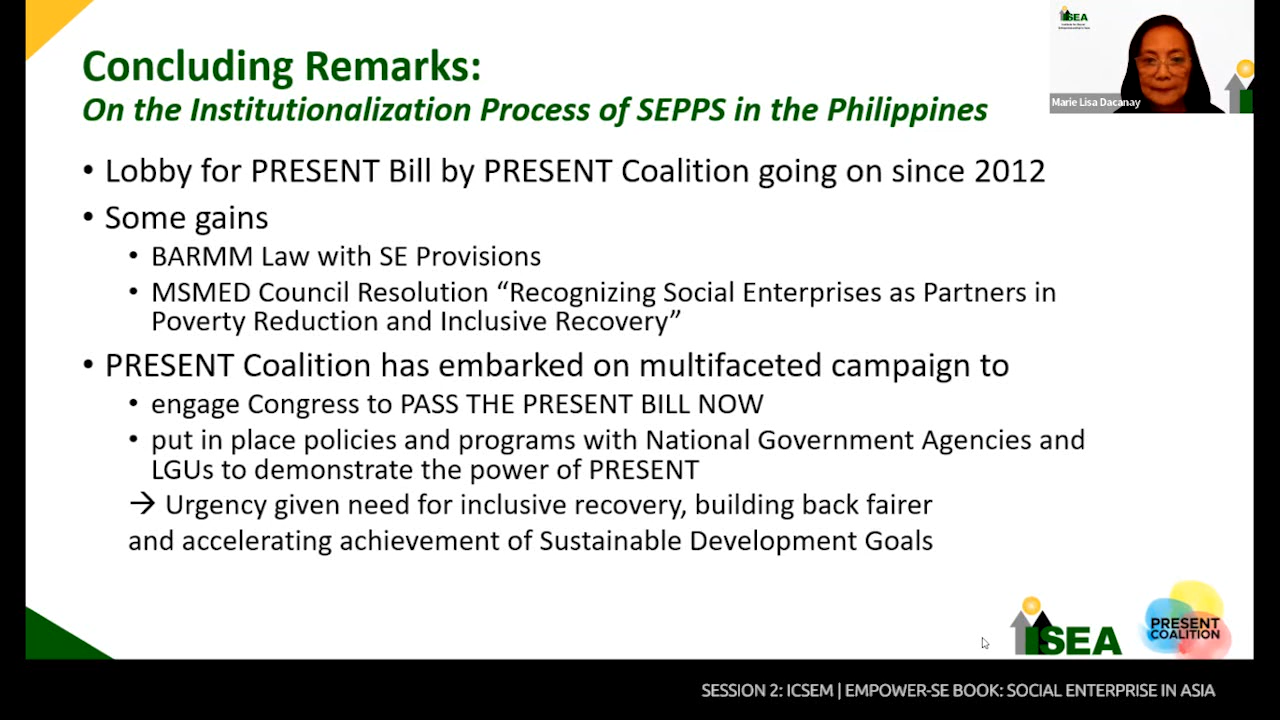 Concluding Remarks:
On the Institutionalization Process of SEPPS in the Philippines
• Lobby for PRESENT Bill by PRESENT Coalition going on since 2012
• Some gains
• BARMM Law with SE Provisions
• MSMED Council Resolution “Recognizing Social Enterprises as Partners in
Poverty Reduction and Inclusive Recovery”
• PRESENT Coalition has embarked on multifaceted campaign to
• engage Congress to PASS THE PRESENT BILL NOW
• put in place policies and programs with National Government Agencies and
LGUs to demonstrate the power of PRESENT
→ Urgency given need for inclusive recovery, building back fairer
and accelerating achievement of Sustainable Development Goals
ISEA
Marie Lisa Dacanay
ISEA
PRESENT
COALITION
SESSION 2: ICSEM | EMPOWER-SE BOOK: SOCIAL ENTERPRISE IN ASIA